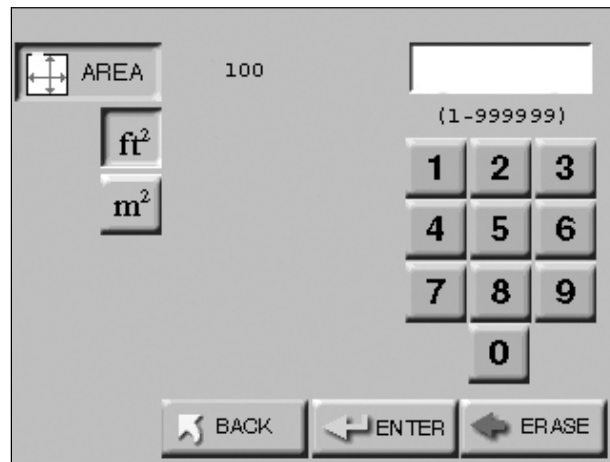 AREA 100
(1-999999)
ft²
m²
1 2 3
4 5 6
7 8 9
0
BACK ENTER ERASE